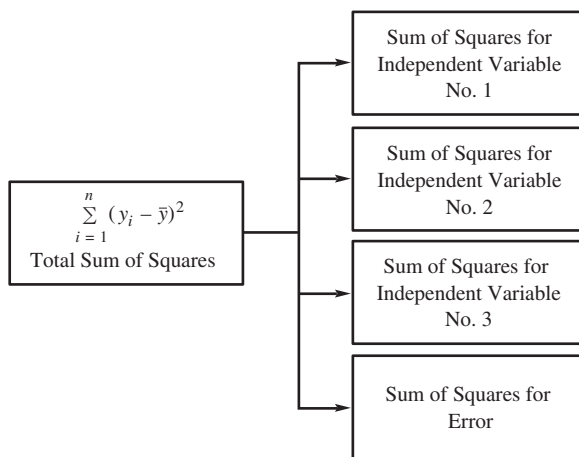 Sum of Squares for
Independent Variable
No. 1
Sum of Squares for
Independent Variable
No. 2
n
∑ (yᵢ − ȳ)²
i = 1
Total Sum of Squares
Sum of Squares for
Independent Variable
No. 3
Sum of Squares for
Error